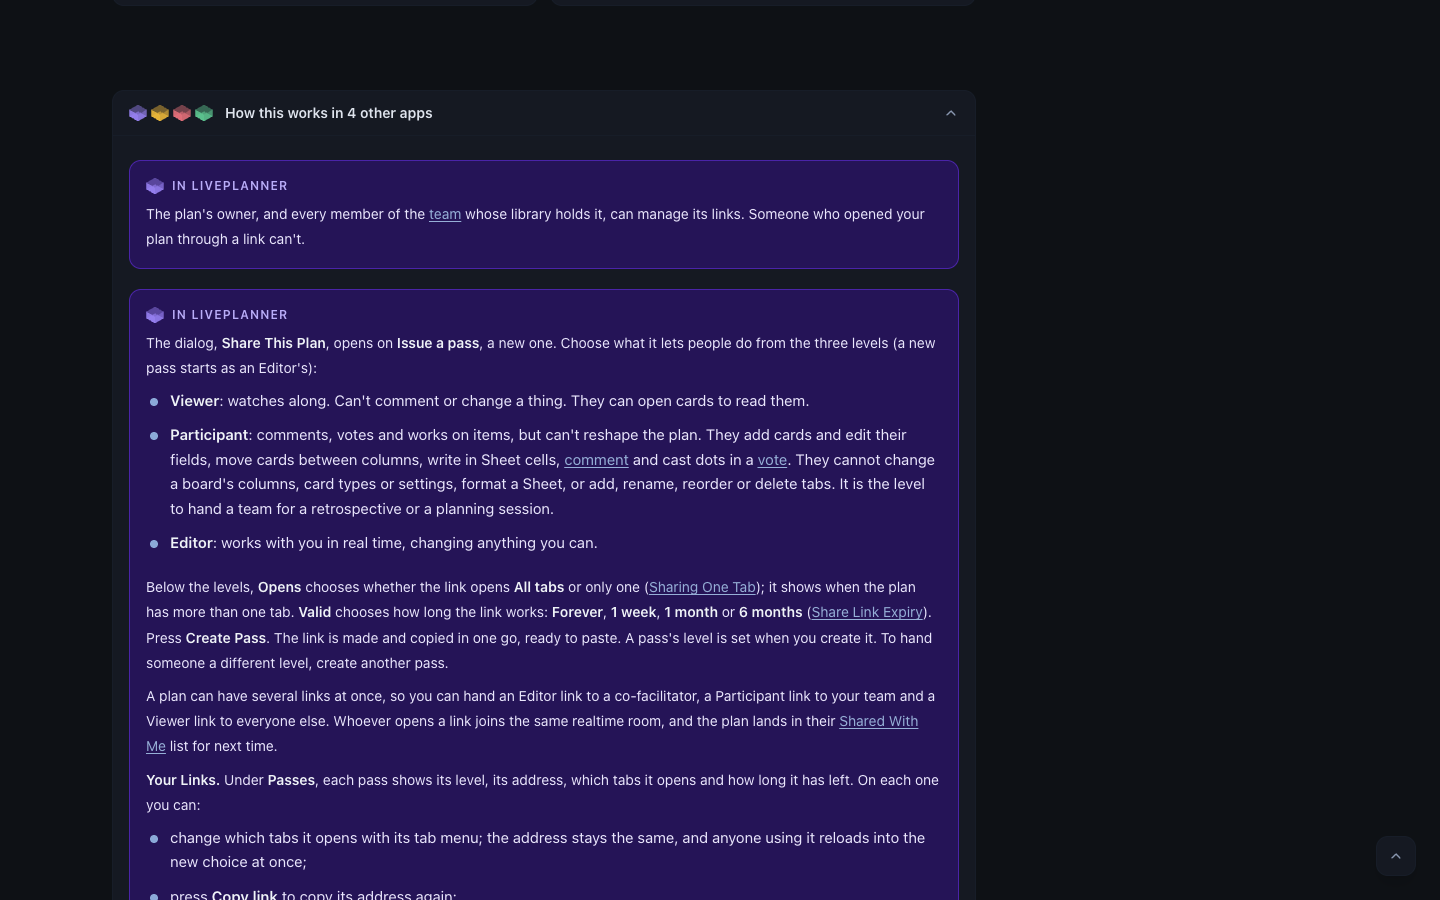 How this works in 4 other apps
IN LIVEPLANNER
The plan's owner, and every member of the team whose library holds it, can manage its links. Someone who opened your
plan through a link can't.
IN LIVEPLANNER
The dialog, Share This Plan, opens on Issue a pass, a new one. Choose what it lets people do from the three levels (a new
pass starts as an Editor's):
Viewer: watches along. Can't comment or change a thing. They can open cards to read them.
Participant: comments, votes and works on items, but can't reshape the plan. They add cards and edit their
fields, move cards between columns, write in Sheet cells, comment and cast dots in a vote. They cannot change
a board's columns, card types or settings, format a Sheet, or add, rename, reorder or delete tabs. It is the level
to hand a team for a retrospective or a planning session.
Editor: works with you in real time, changing anything you can.
Below the levels, Opens chooses whether the link opens All tabs or only one (Sharing One Tab); it shows when the plan
has more than one tab. Valid chooses how long the link works: Forever, 1 week, 1 month or 6 months (Share Link Expiry).
Press Create Pass. The link is made and copied in one go, ready to paste. A pass's level is set when you create it. To hand
someone a different level, create another pass.
A plan can have several links at once, so you can hand an Editor link to a co-facilitator, a Participant link to your team and a
Viewer link to everyone else. Whoever opens a link joins the same realtime room, and the plan lands in their Shared With
Me list for next time.
Your Links. Under Passes, each pass shows its level, its address, which tabs it opens and how long it has left. On each one
you can:
change which tabs it opens with its tab menu; the address stays the same, and anyone using it reloads into the
new choice at once;
press Copy link to copy its address again;